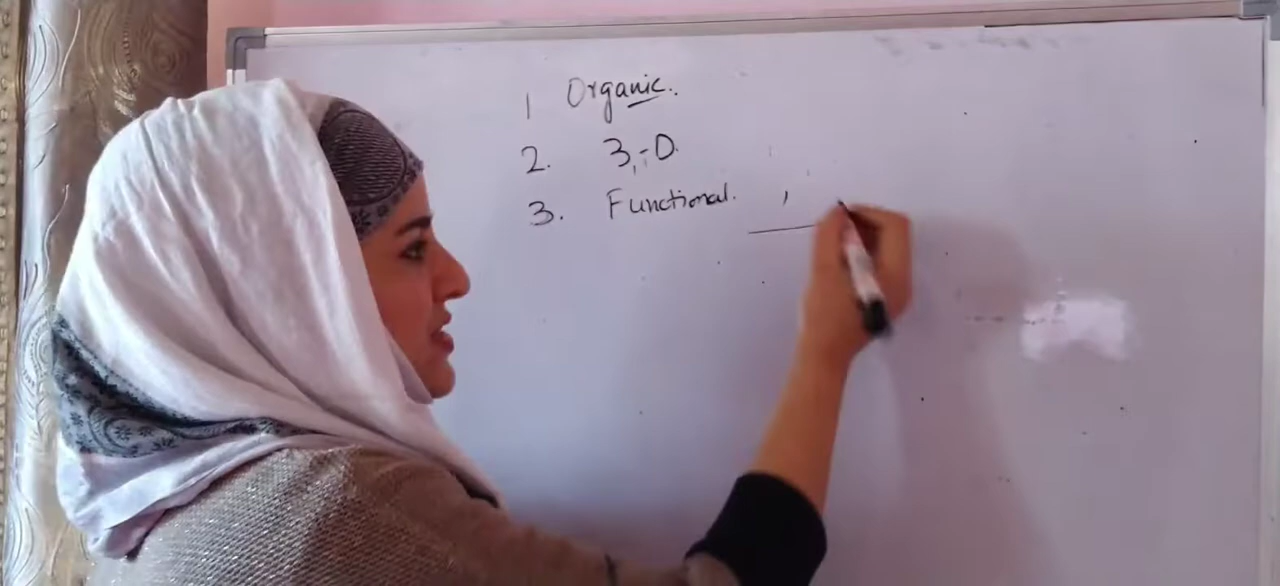 1 Organic.
2. 3,-D.
3. Functional.